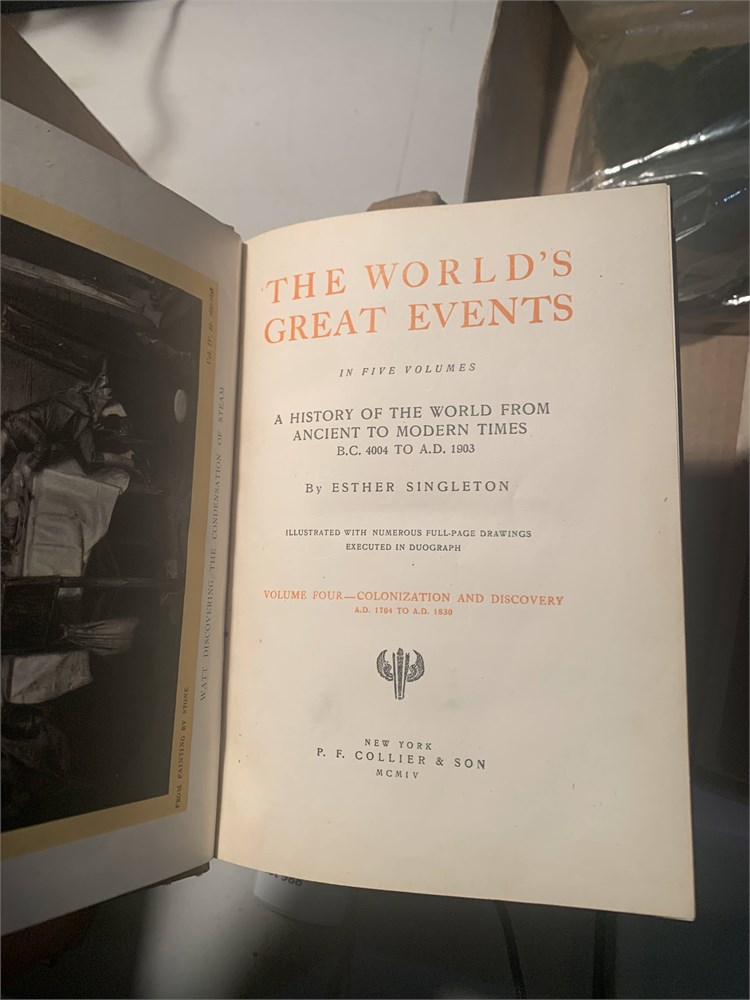 THE WORLD'S
GREAT EVENTS
IN FIVE VOLUMES
A HISTORY OF THE WORLD FROM
ANCIENT TO MODERN TIMES
B.C. 4004 TO A.D. 1903
By ESTHER SINGLETON
ILLUSTRATED WITH NUMEROUS FULL-PAGE DRAWINGS
EXECUTED IN DUOGRAPH
VOLUME FOUR—COLONIZATION AND DISCOVERY
A.D. 1704 TO A.D. 1830
NEW YORK
P. F. COLLIER & SON
MCMIV
WATT DISCOVERING THE CONDENSATION OF STEAM
FROM PAINTING BY STONE